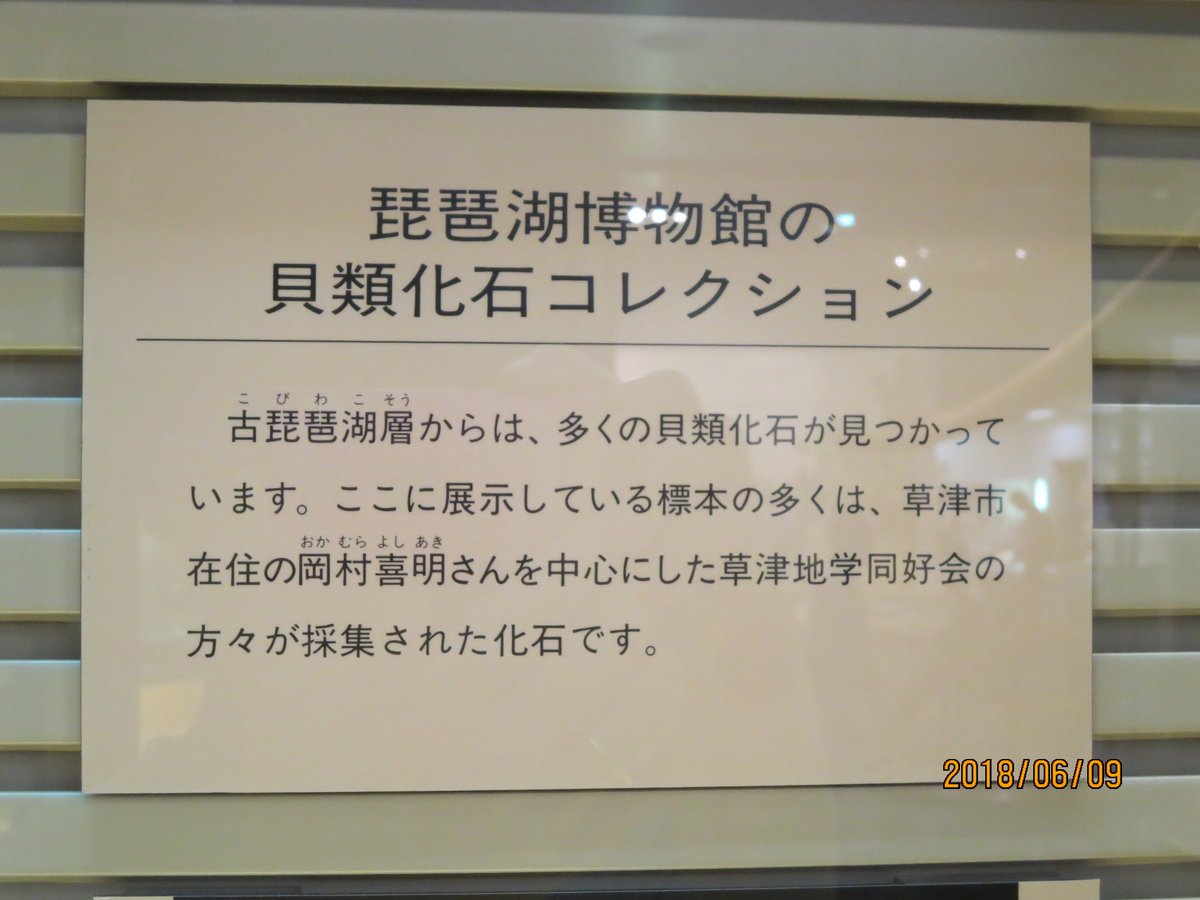 琵琶湖博物館の
貝類化石コレクション
こびわこそう
古琵琶湖層からは、多くの貝類化石が見つかって
います。ここに展示している標本の多くは、草津市
おかむらよしあき
在住の岡村喜明さんを中心にした草津地学同好会の
方々が採集された化石です。
2018/06/09